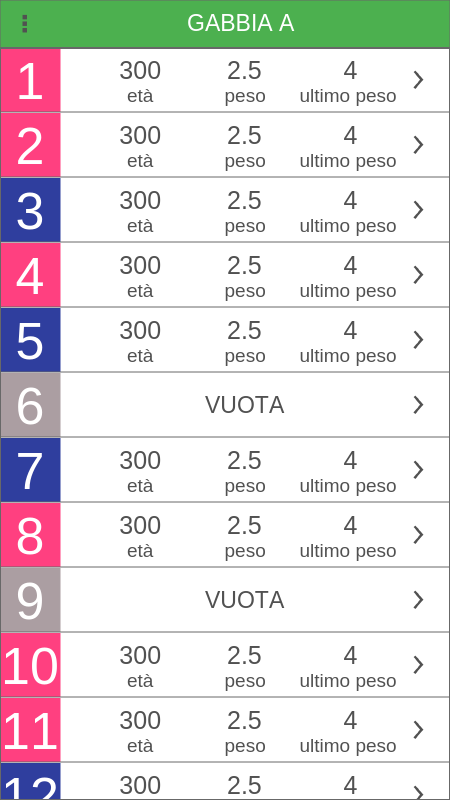 GABBIA A
1 300 2.5 4
età peso ultimo peso
2 300 2.5 4
età peso ultimo peso
3 300 2.5 4
età peso ultimo peso
4 300 2.5 4
età peso ultimo peso
5 300 2.5 4
età peso ultimo peso
6 VUOTA
7 300 2.5 4
età peso ultimo peso
8 300 2.5 4
età peso ultimo peso
9 VUOTA
10 300 2.5 4
età peso ultimo peso
11 300 2.5 4
età peso ultimo peso
12 300 2.5 4